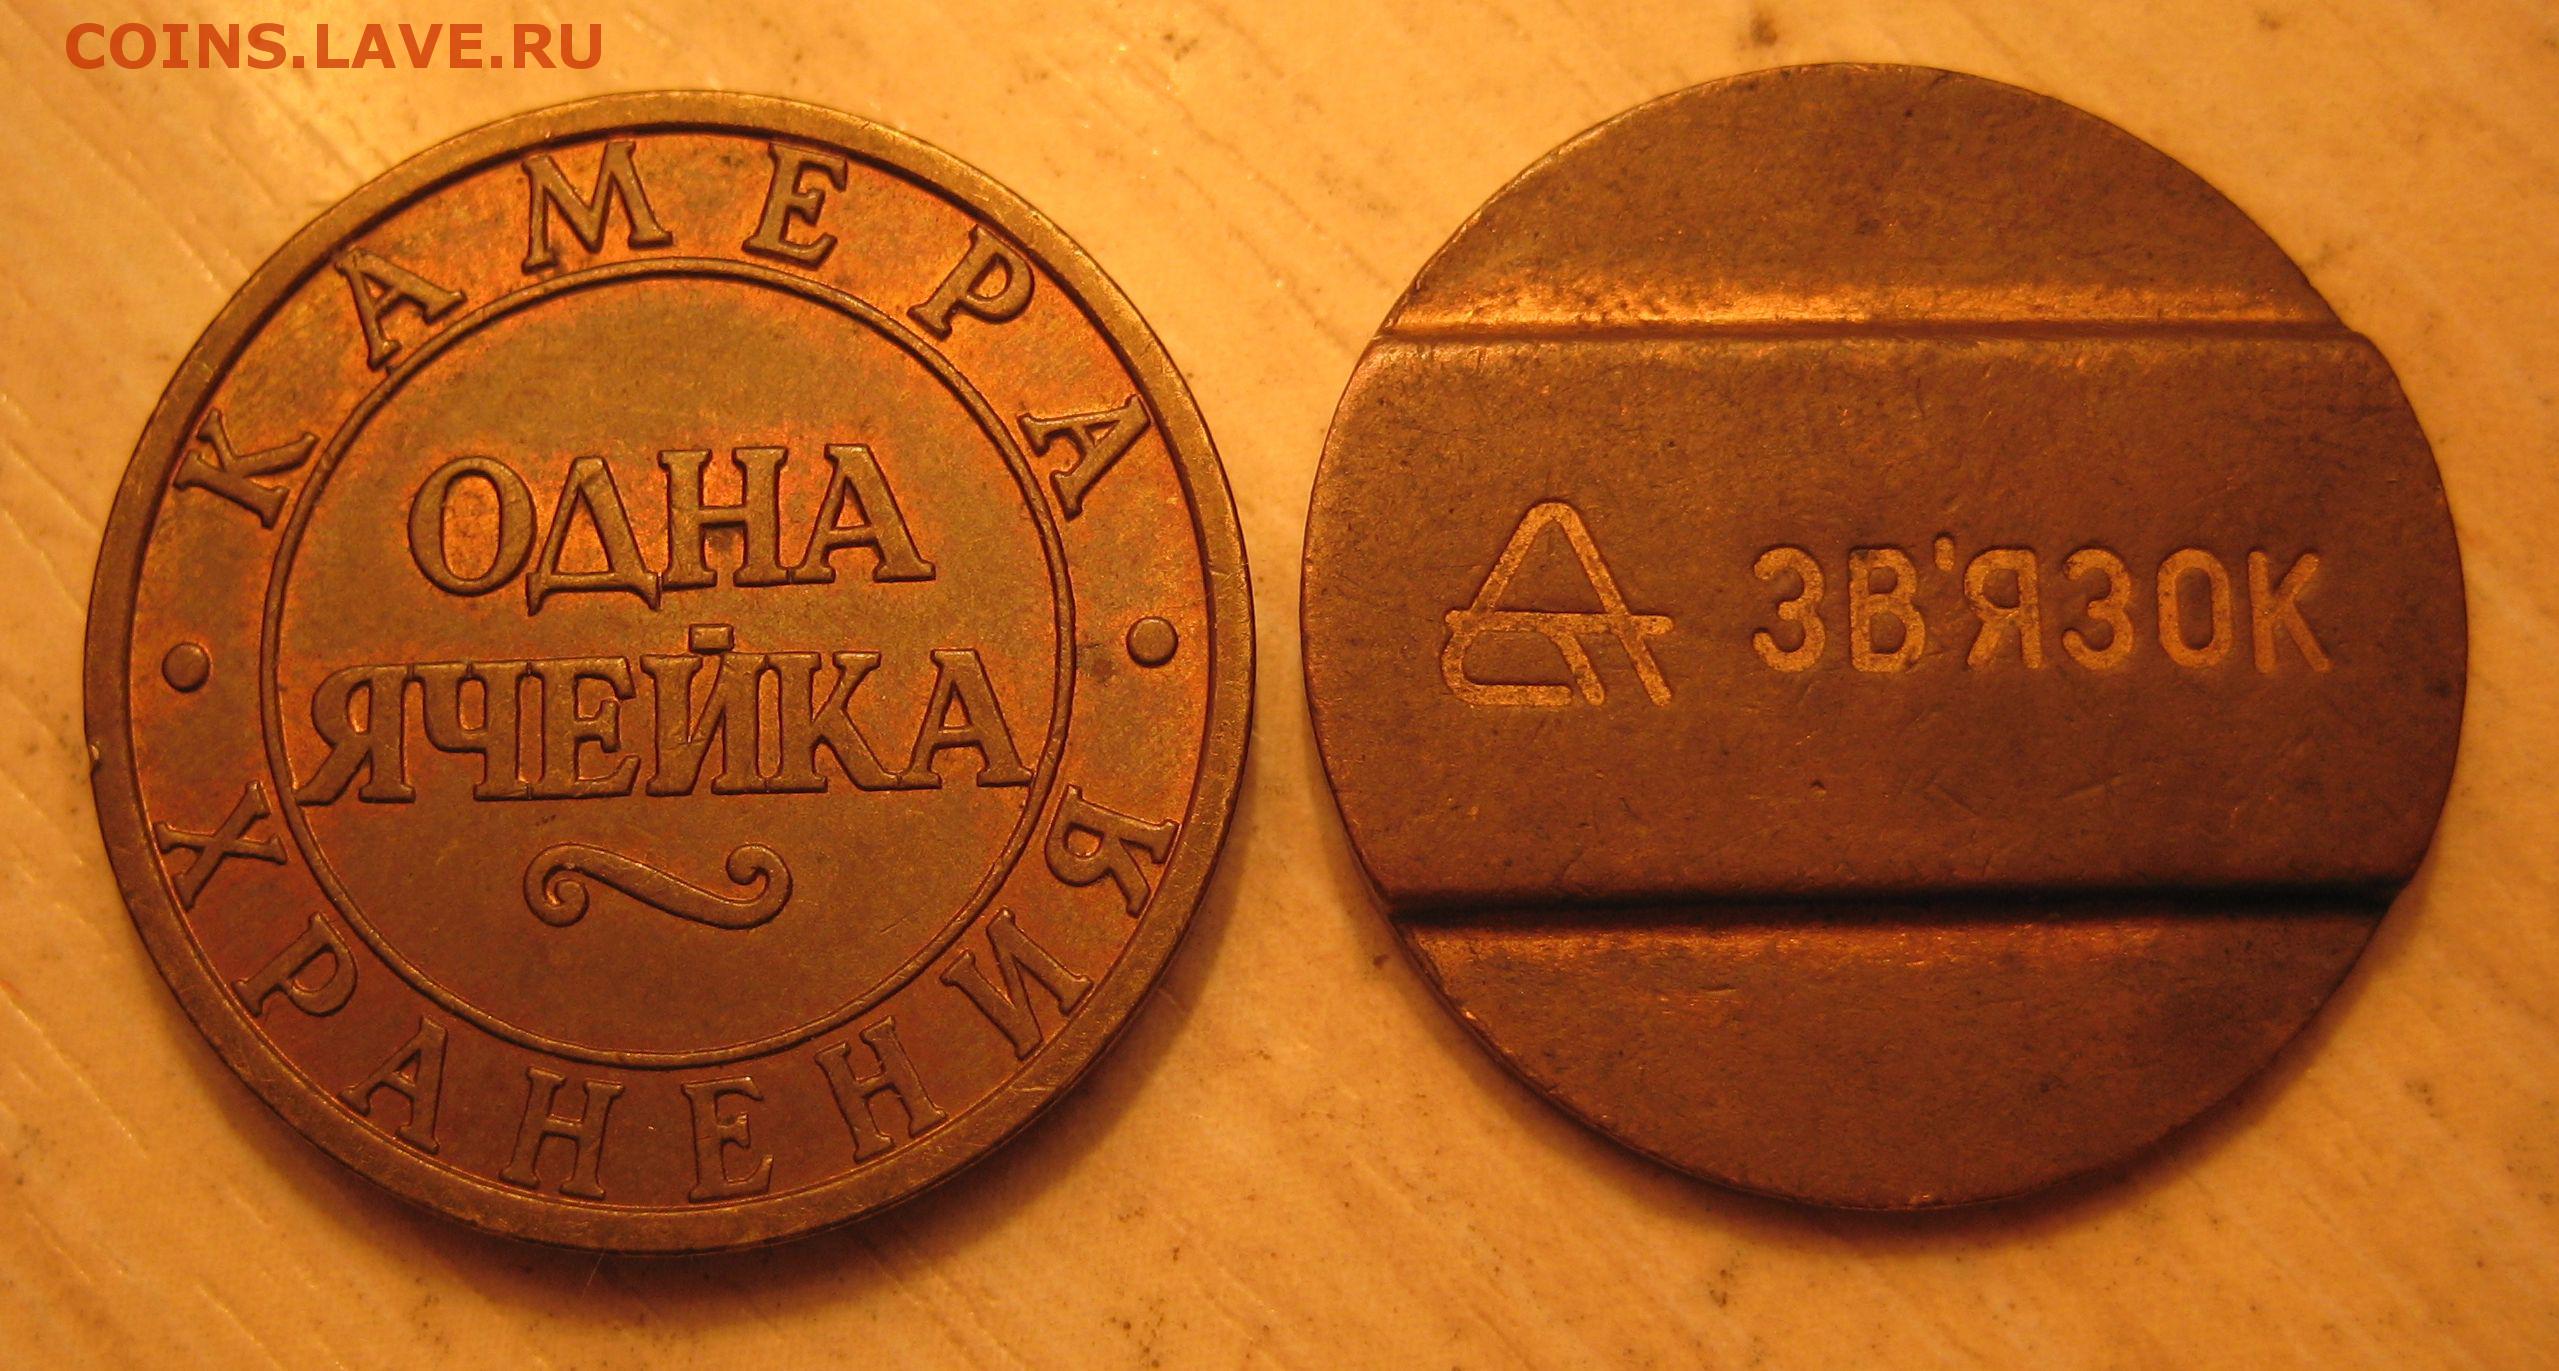 COINS.LAVE.RU
КАМЕРА
ОДНА
ЯЧЕЙКА
ХРАНЕНИЯ
ЗВ'ЯЗОК